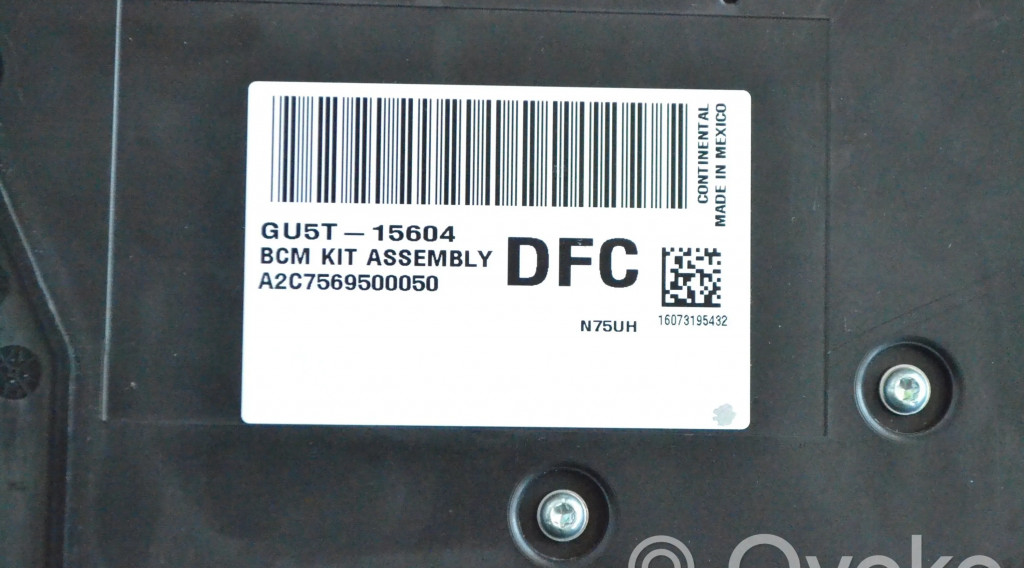 CONTINENTAL
MADE IN MEXICO
GU5T – 15604
BCM KIT ASSEMBLY
DFC
A2C7569500050
N75UH
16073195432
©